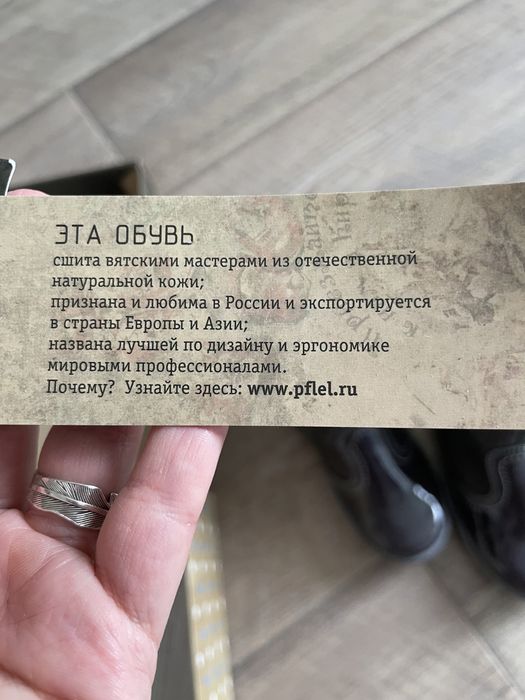 ЭТА ОБУВЬ
сшита вятскими мастерами из отечественной
натуральной кожи;
признана и любима в России и экспортируется
в страны Европы и Азии;
названа лучшей по дизайну и эргономике
мировыми профессионалами.
Почему? Узнайте здесь: www.pflel.ru